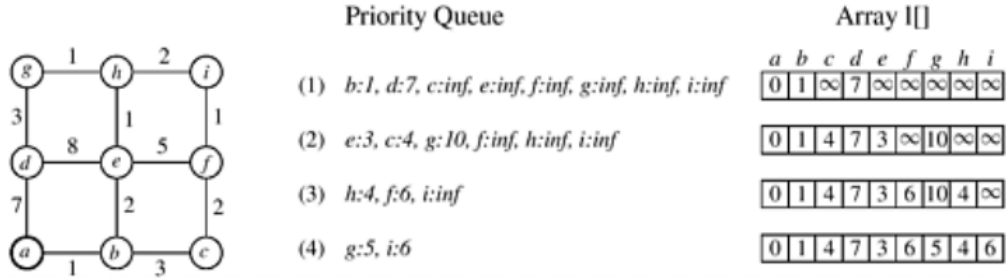 Priority Queue
Array l[]
g 1 h 2 i
3 1 1
d 8 e 5 f
7 2 2
a 1 b 3 c
a b c d e f g h i
(1) b:1, d:7, c:inf, e:inf, f:inf, g:inf, h:inf, i:inf
0 1 ∞ 7 ∞ ∞ ∞ ∞ ∞
(2) e:3, c:4, g:10, f:inf, h:inf, i:inf
0 1 4 7 3 ∞ 10 ∞ ∞
(3) h:4, f:6, i:inf
0 1 4 7 3 6 10 4 ∞
(4) g:5, i:6
0 1 4 7 3 6 5 4 6